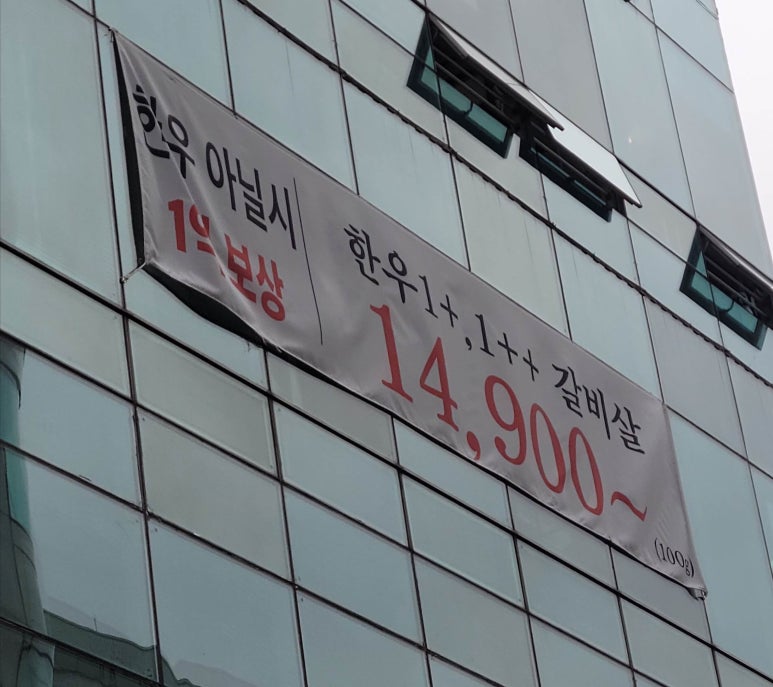 한우 아닐시
1억 보상
한우1+,1++ 갈비살
14,900~
(100g)